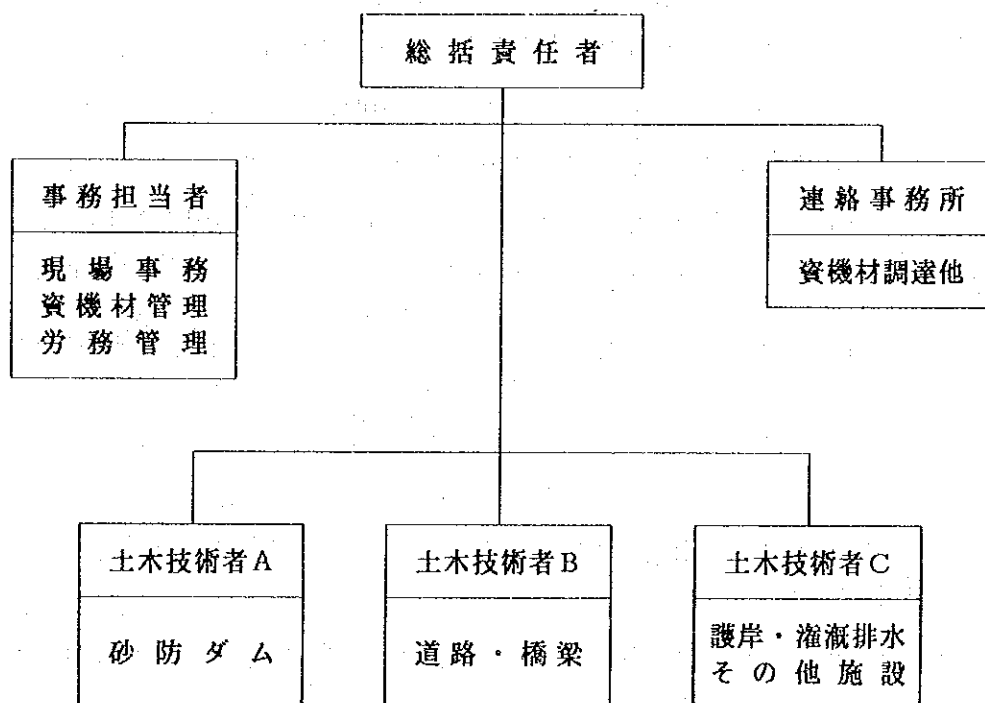 総括責任者
事務担当者
現場事務
資機材管理
労務管理
連絡事務所
資機材調達他
土木技術者A
砂防ダム
土木技術者B
道路・橋梁
土木技術者C
護岸・灌漑排水
その他施設